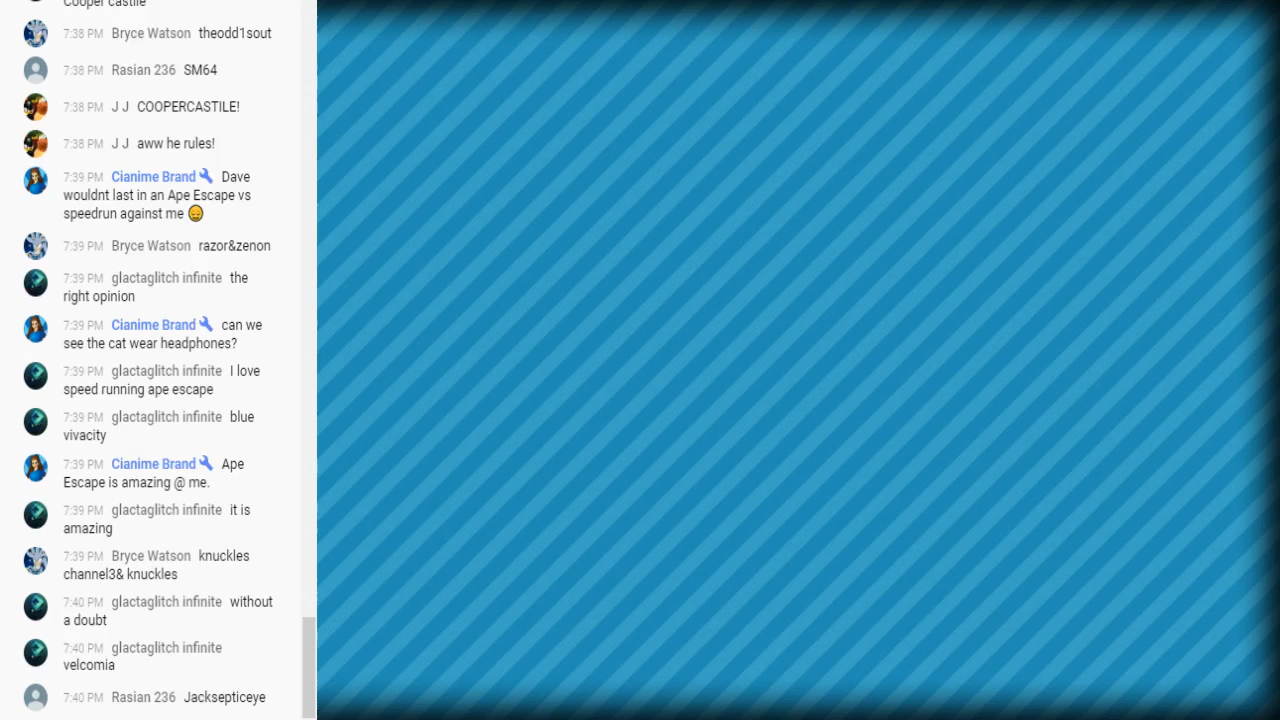 Cooper castile
7:38 PM Bryce Watson theodd1sout
7:38 PM Rasian 236 SM64
7:38 PM J J COOPERCASTILE!
7:38 PM J J aww he rules!
7:39 PM Cianime Brand Dave
wouldnt last in an Ape Escape vs
speedrun against me
7:39 PM Bryce Watson razor&zenon
7:39 PM glactaglitch infinite the
right opinion
7:39 PM Cianime Brand can we
see the cat wear headphones?
7:39 PM glactaglitch infinite I love
speed running ape escape
7:39 PM glactaglitch infinite blue
vivacity
7:39 PM Cianime Brand Ape
Escape is amazing @ me.
7:39 PM glactaglitch infinite it is
amazing
7:39 PM Bryce Watson knuckles
channel3& knuckles
7:40 PM glactaglitch infinite without
a doubt
7:40 PM glactaglitch infinite
velcomia
7:40 PM Rasian 236 Jacksepticeye